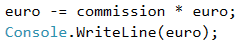 euro -= commission * euro;
Console.WriteLine(euro);